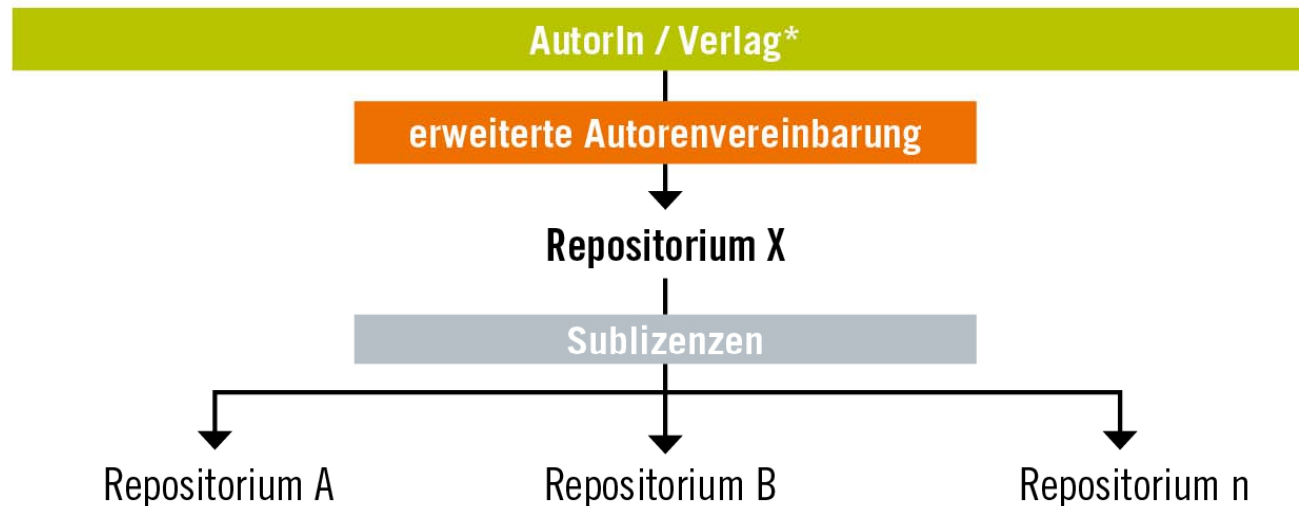 AutorIn / Verlag*
erweiterte Autorenvereinbarung
Repositorium X
Sublizenzen
Repositorium A Repositorium B Repositorium n